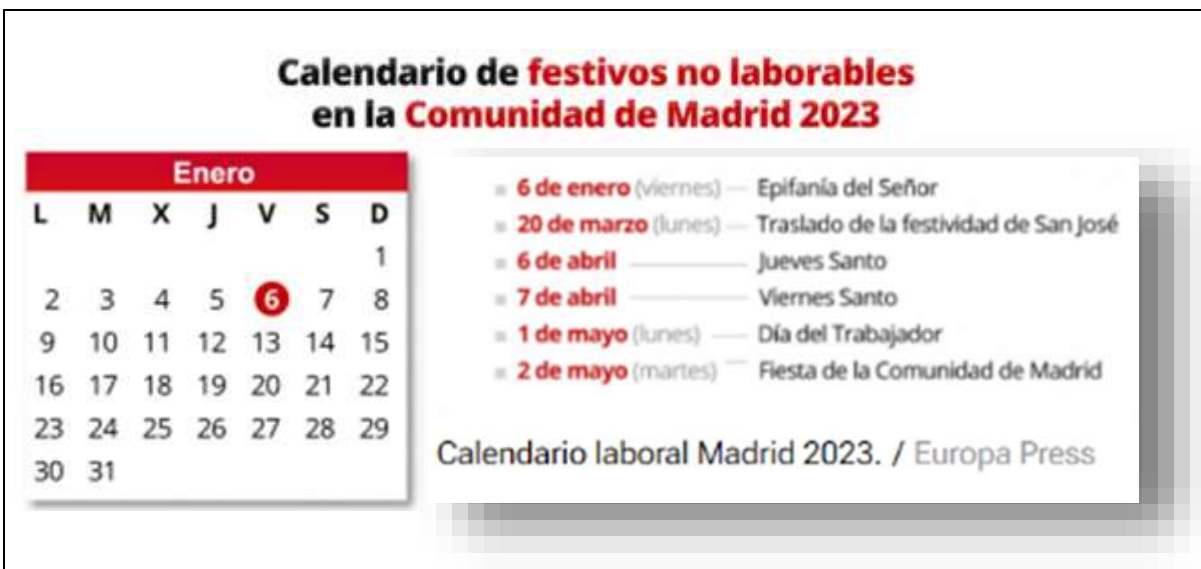 Calendario de festivos no laborables
en la Comunidad de Madrid 2023
Enero
L M X J V S D
1
2 3 4 5 6 7 8
9 10 11 12 13 14 15
16 17 18 19 20 21 22
23 24 25 26 27 28 29
30 31
6 de enero (viernes) — Epifanía del Señor
20 de marzo (lunes) — Traslado de la festividad de San José
6 de abril — Jueves Santo
7 de abril — Viernes Santo
1 de mayo (lunes) — Día del Trabajador
2 de mayo (martes) — Fiesta de la Comunidad de Madrid
Calendario laboral Madrid 2023. / Europa Press